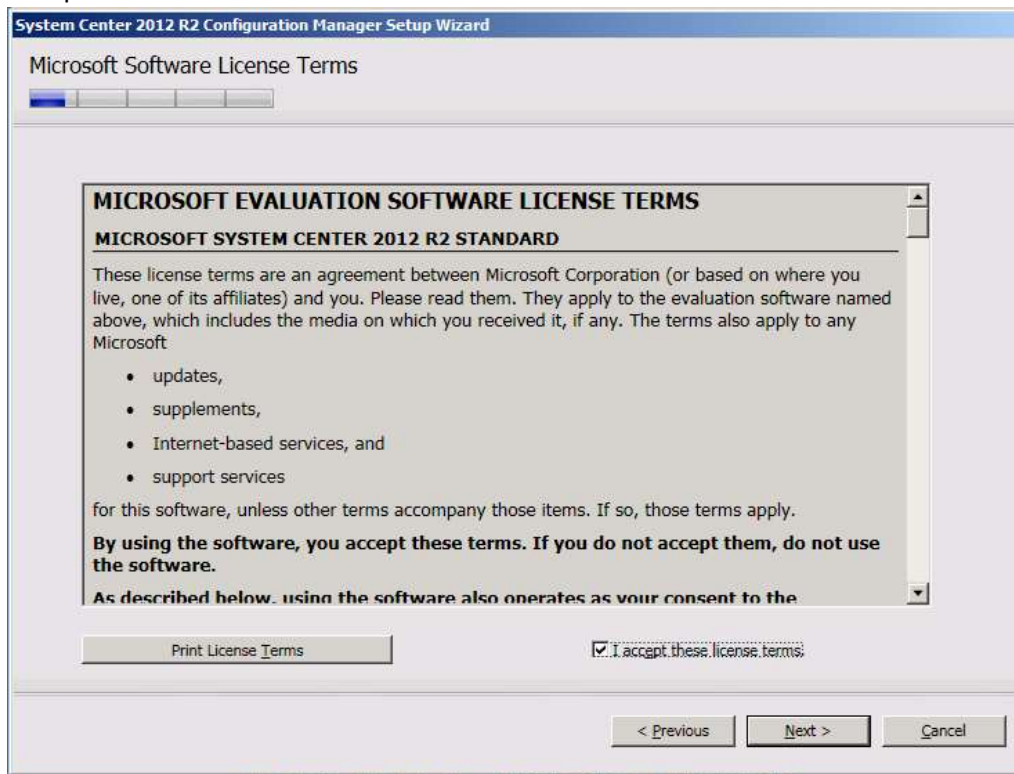 System Center 2012 R2 Configuration Manager Setup Wizard
Microsoft Software License Terms
MICROSOFT EVALUATION SOFTWARE LICENSE TERMS
MICROSOFT SYSTEM CENTER 2012 R2 STANDARD
These license terms are an agreement between Microsoft Corporation (or based on where you
live, one of its affiliates) and you. Please read them. They apply to the evaluation software named
above, which includes the media on which you received it, if any. The terms also apply to any
Microsoft
• updates,
• supplements,
• Internet-based services, and
• support services
for this software, unless other terms accompany those items. If so, those terms apply.
By using the software, you accept these terms. If you do not accept them, do not use
the software.
As described below, using the software also operates as your consent to the
Print License Terms
I accept these license terms.
< Previous
Next >
Cancel